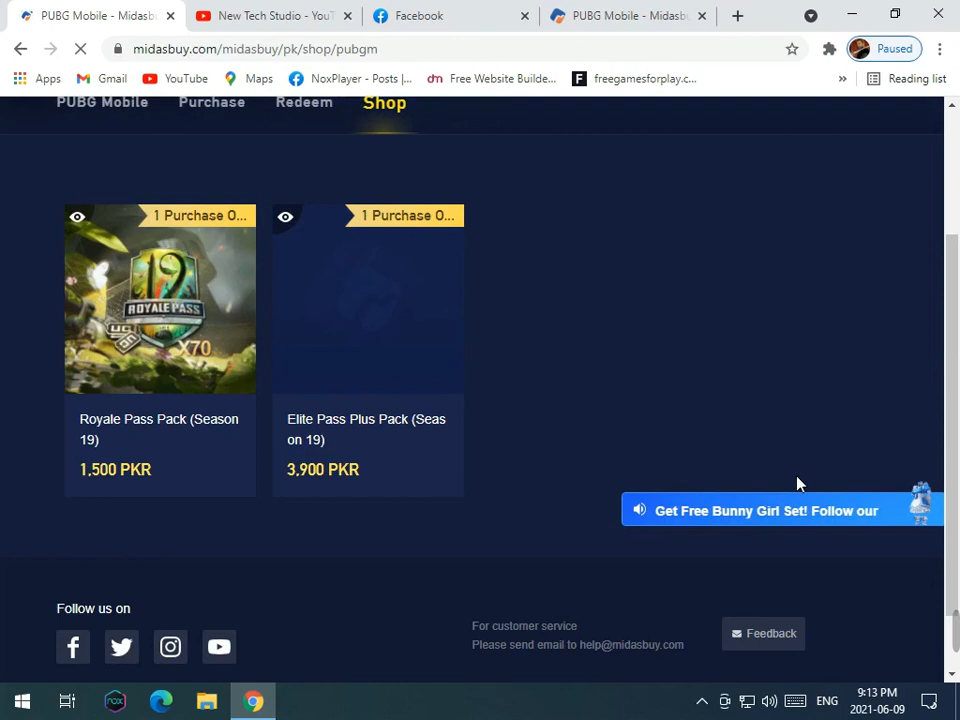 PUBG Mobile - Midasbu
New Tech Studio - YouT
Facebook
PUBG Mobile - Midasbu
midasbuy.com/midasbuy/pk/shop/pubgm
Paused
Apps
Gmail
YouTube
Maps
NoxPlayer - Posts |...
dm
Free Website Builde...
F
freegamesforplay.c...
»
Reading list
PUBG Mobile
Purchase
Redeem
Shop
1 Purchase O...
1 Purchase O...
19
ROYALE PASS
X70
Royale Pass Pack (Season
19)
1,500 PKR
Elite Pass Plus Pack (Seas
on 19)
3,900 PKR
Get Free Bunny Girl Set! Follow our
Follow us on
For customer service
Please send email to help@midasbuy.com
Feedback
nox
ENG
9:13 PM
2021-06-09